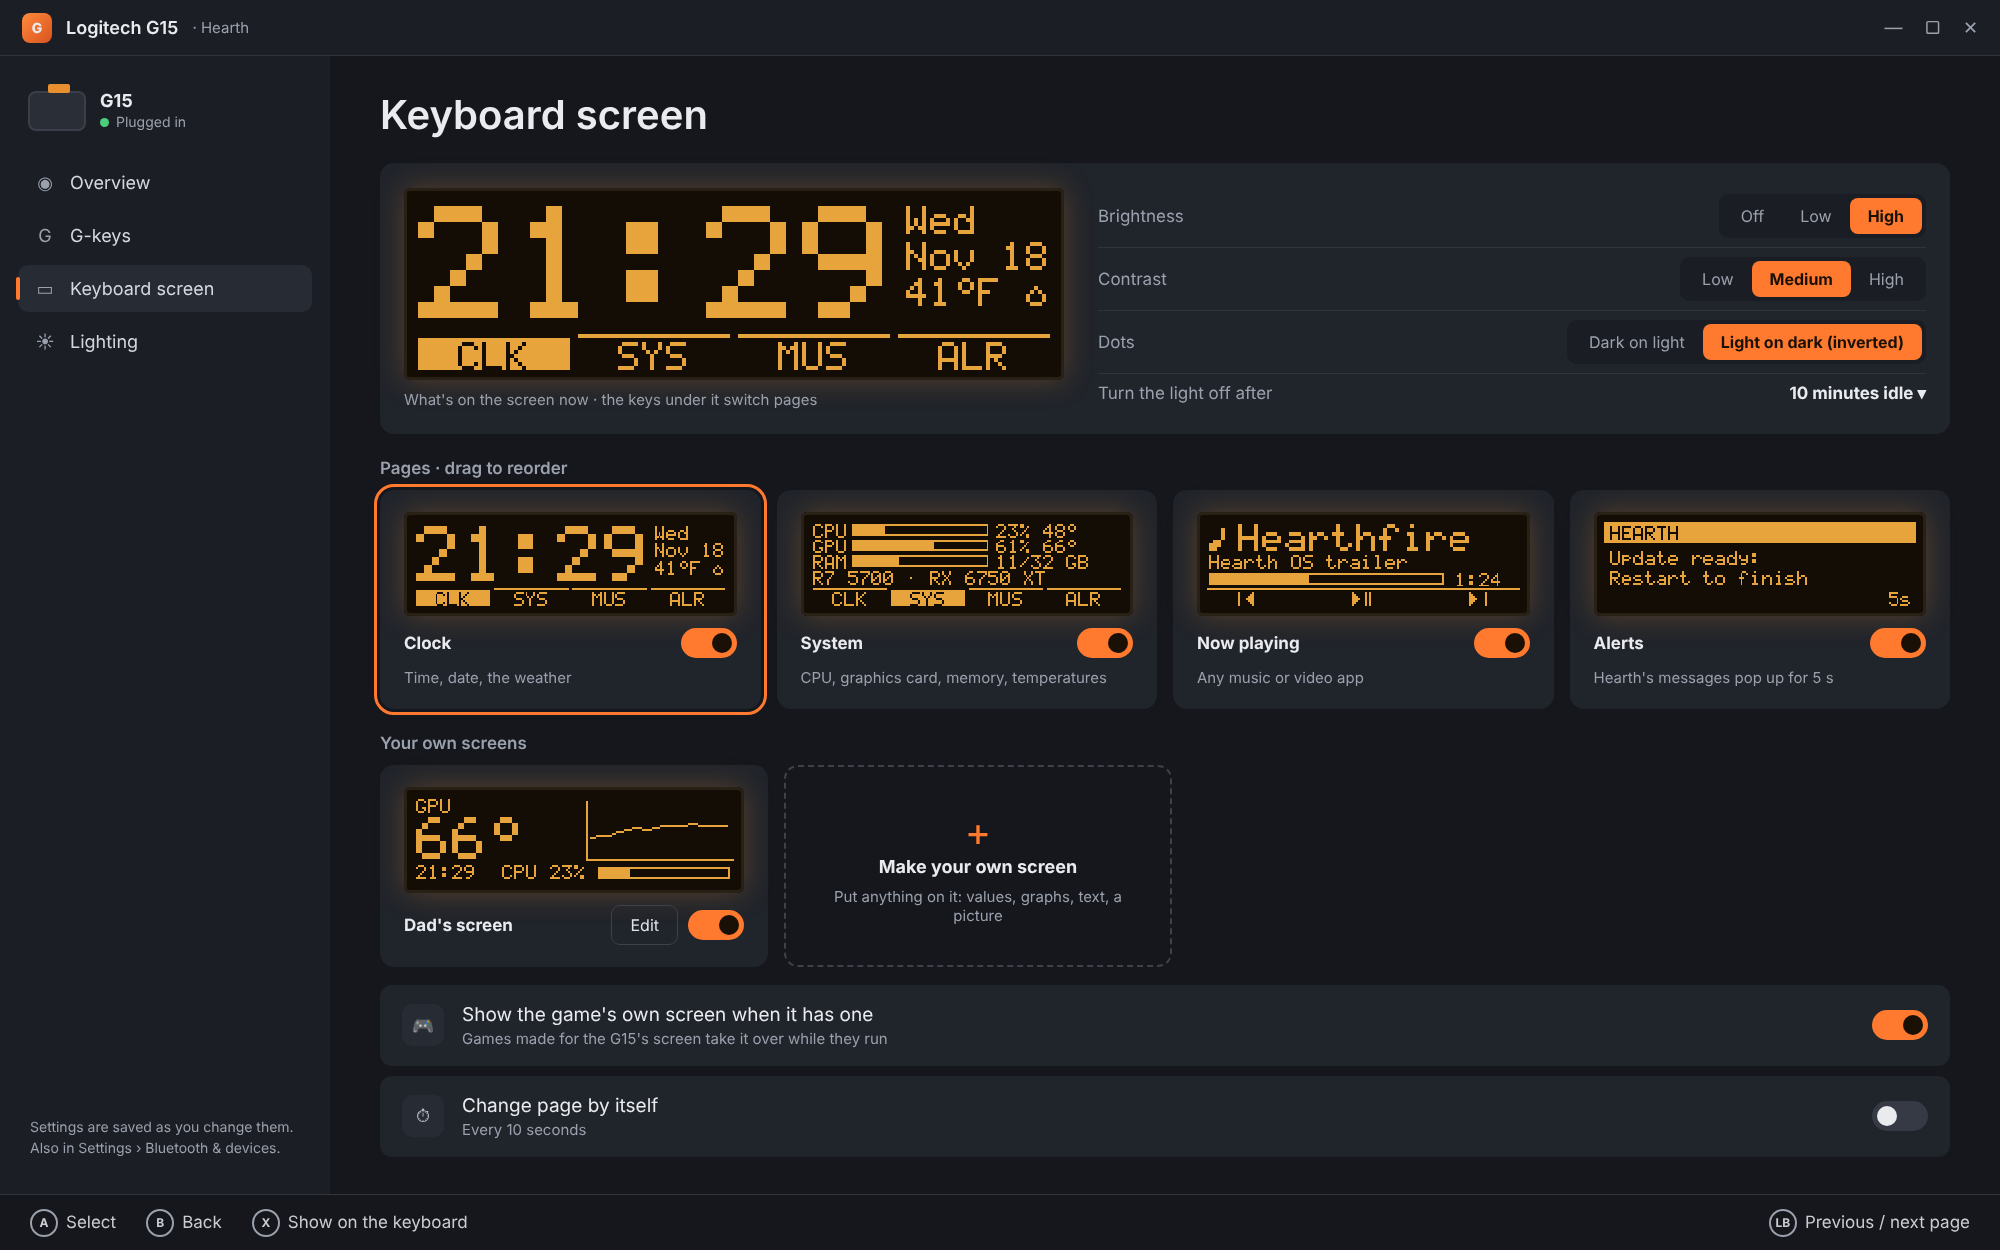 G Logitech G15 · Hearth
G15
Plugged in
Overview
G G-keys
Keyboard screen
Lighting
Settings are saved as you change them.
Also in Settings › Bluetooth & devices.
Keyboard screen
21:29
Wed
Nov 18
41°F
CLK SYS MUS ALR
What's on the screen now · the keys under it switch pages
Brightness Off Low High
Contrast Low Medium High
Dots Dark on light Light on dark (inverted)
Turn the light off after 10 minutes idle ▾
Pages · drag to reorder
21:29
Wed
Nov 18
41°F
CLK SYS MUS ALR
Clock
Time, date, the weather
CPU 23% 48°
GPU 61% 66°
RAM 11/32 GB
R7 5700 · RX 6750 XT
CLK SYS MUS ALR
System
CPU, graphics card, memory, temperatures
♪ Hearthfire
Hearth OS trailer
1:24
Now playing
Any music or video app
HEARTH
Update ready:
Restart to finish
5s
Alerts
Hearth's messages pop up for 5 s
Your own screens
GPU
66°
21:29 CPU 23%
Dad's screen Edit
+
Make your own screen
Put anything on it: values, graphs, text, a
picture
Show the game's own screen when it has one
Games made for the G15's screen take it over while they run
Change page by itself
Every 10 seconds
A Select B Back X Show on the keyboard LB Previous / next page